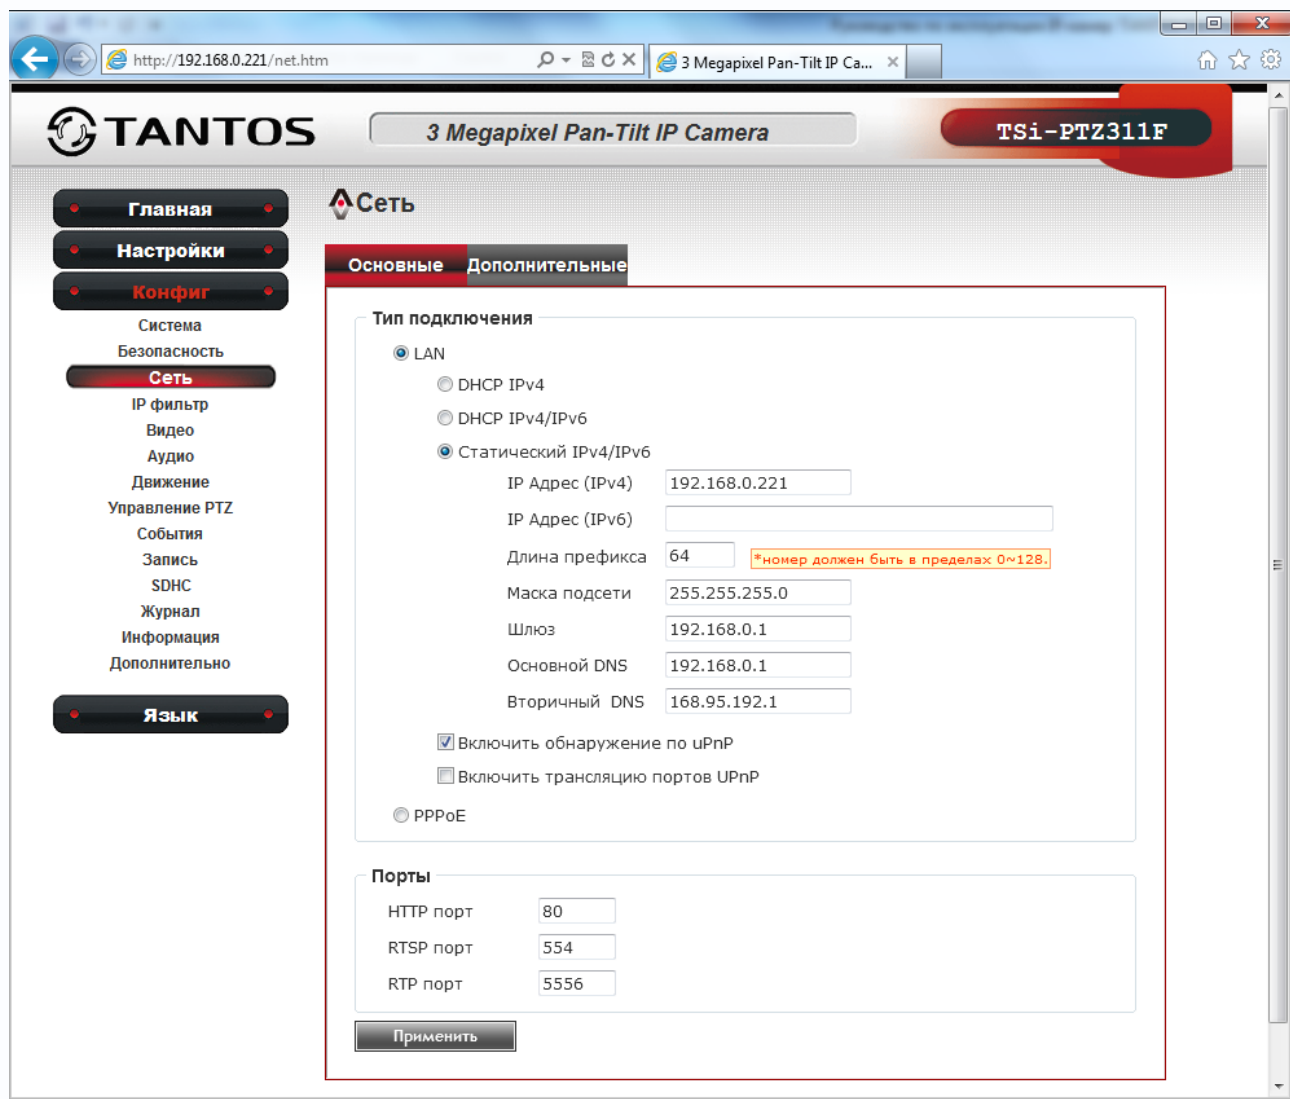 http://192.168.0.221/net.htm
3 Megapixel Pan-Tilt IP Ca...
TANTOS
3 Megapixel Pan-Tilt IP Camera
TSi-PTZ311F
Главная
Настройки
Конфиг
Система
Безопасность
Сеть
IP фильтр
Видео
Аудио
Движение
Управление PTZ
События
Запись
SDHC
Журнал
Информация
Дополнительно
Язык
Сеть
Основные Дополнительные
Тип подключения
LAN
DHCP IPv4
DHCP IPv4/IPv6
Статический IPv4/IPv6
IP Адрес (IPv4) 192.168.0.221
IP Адрес (IPv6)
Длина префикса 64 *номер должен быть в пределах 0~128.
Маска подсети 255.255.255.0
Шлюз 192.168.0.1
Основной DNS 192.168.0.1
Вторичный DNS 168.95.192.1
Включить обнаружение по uPnP
Включить трансляцию портов UPnP
PPPoE
Порты
HTTP порт 80
RTSP порт 554
RTP порт 5556
Применить